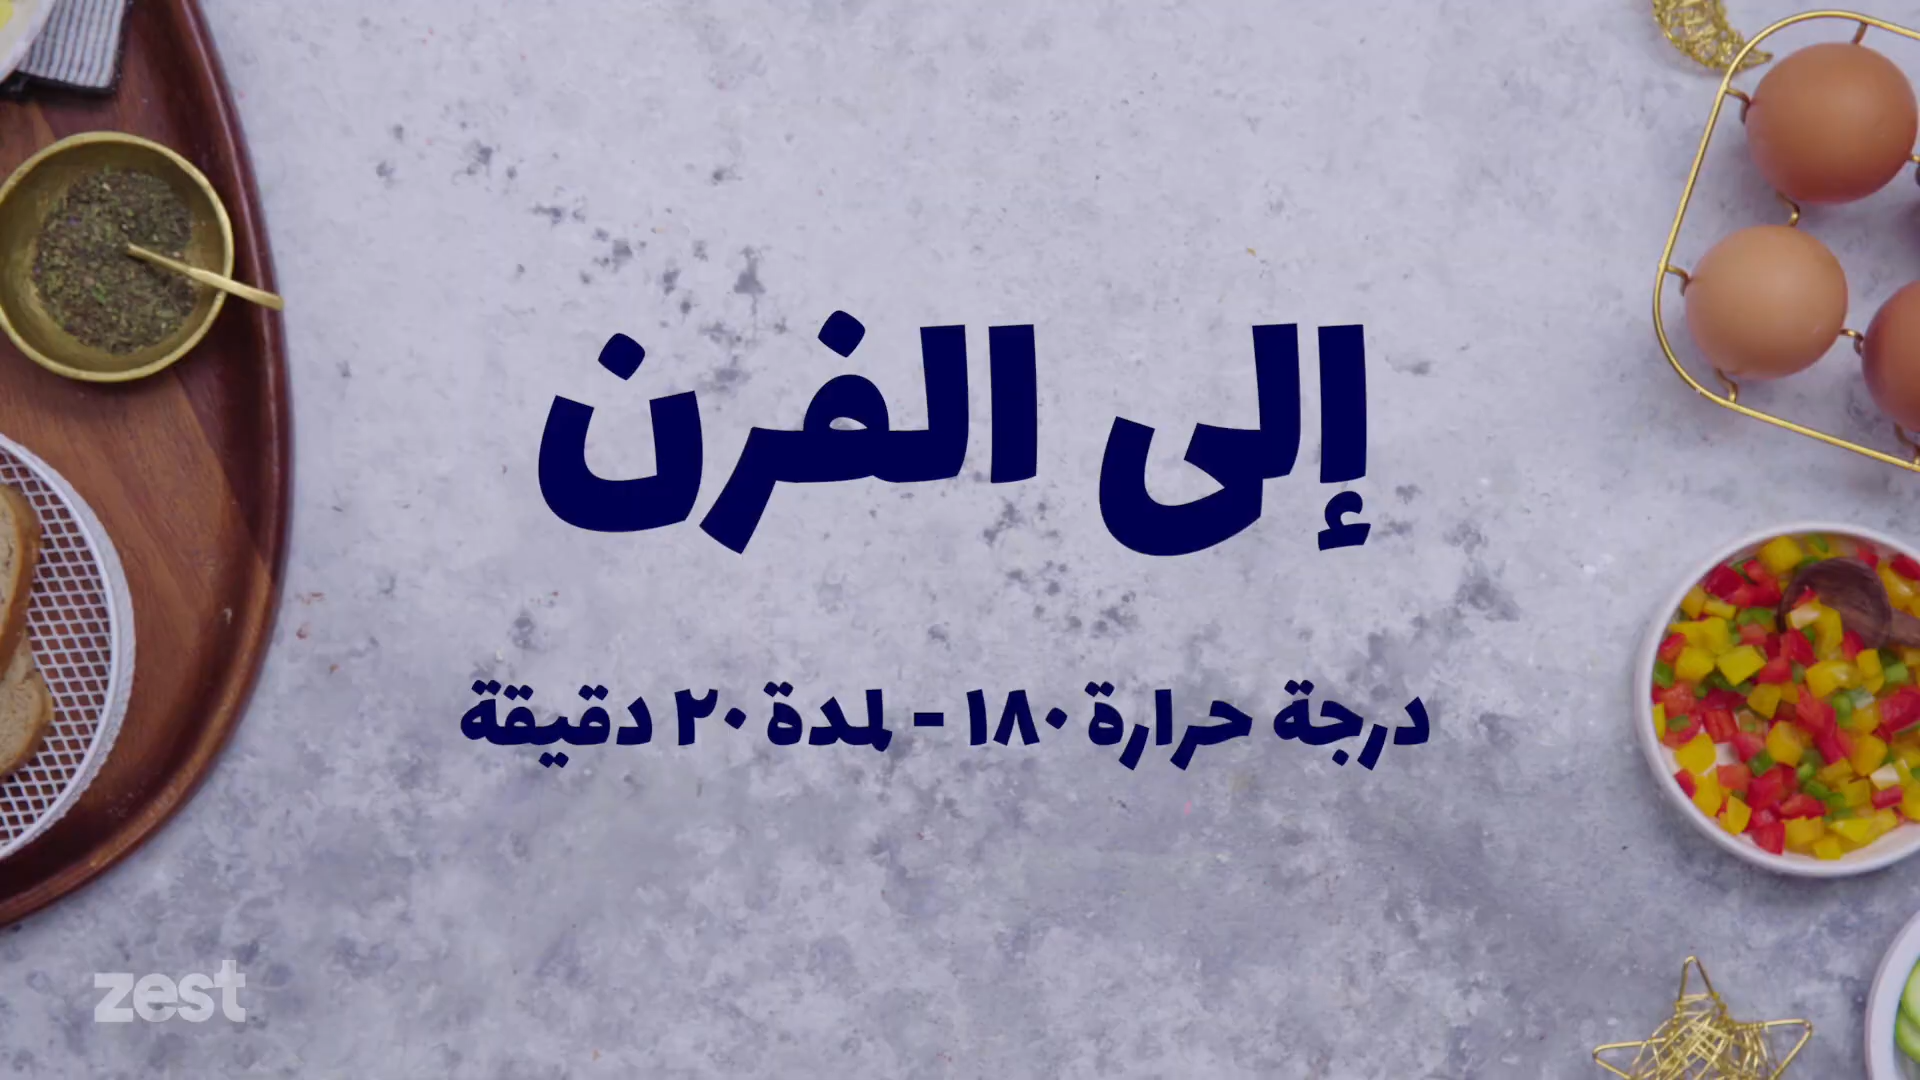 إلى الفرن
درجة حرارة ١٨٠ - لمدة ٢٠ دقيقة
zest